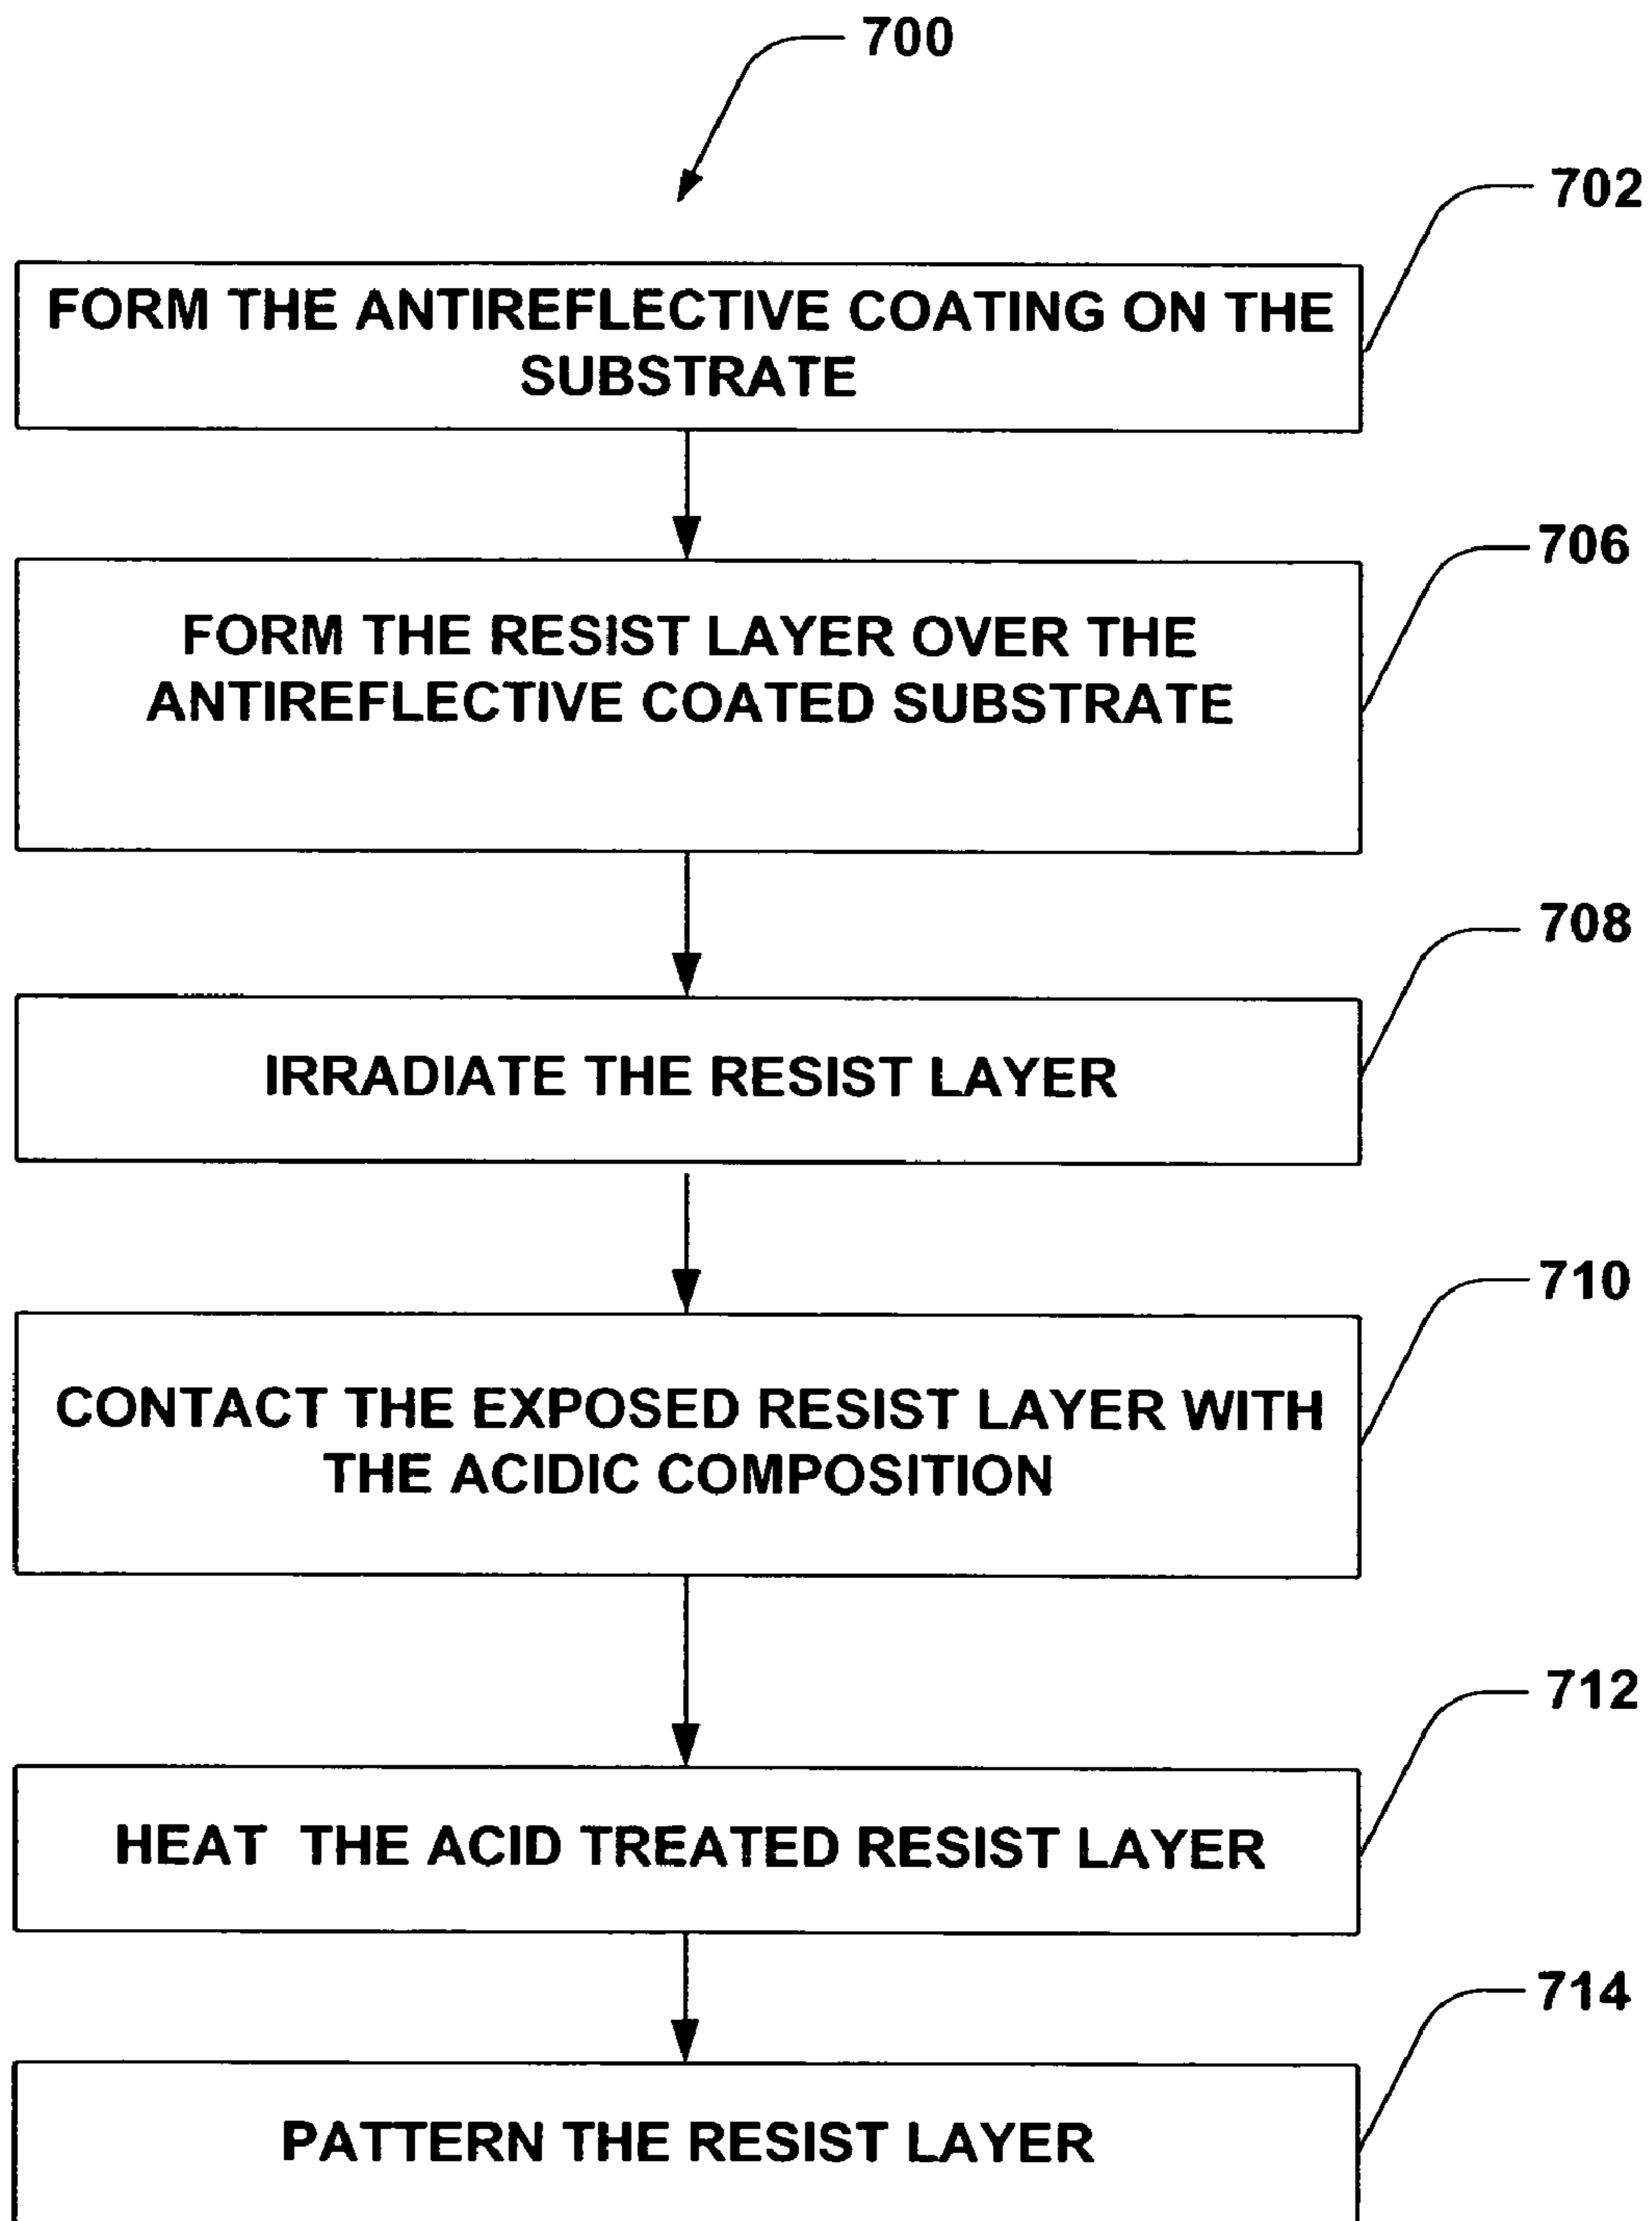 700
702
FORM THE ANTIREFLECTIVE COATING ON THE
SUBSTRATE
706
FORM THE RESIST LAYER OVER THE
ANTIREFLECTIVE COATED SUBSTRATE
708
IRRADIATE THE RESIST LAYER
710
CONTACT THE EXPOSED RESIST LAYER WITH
THE ACIDIC COMPOSITION
712
HEAT THE ACID TREATED RESIST LAYER
714
PATTERN THE RESIST LAYER